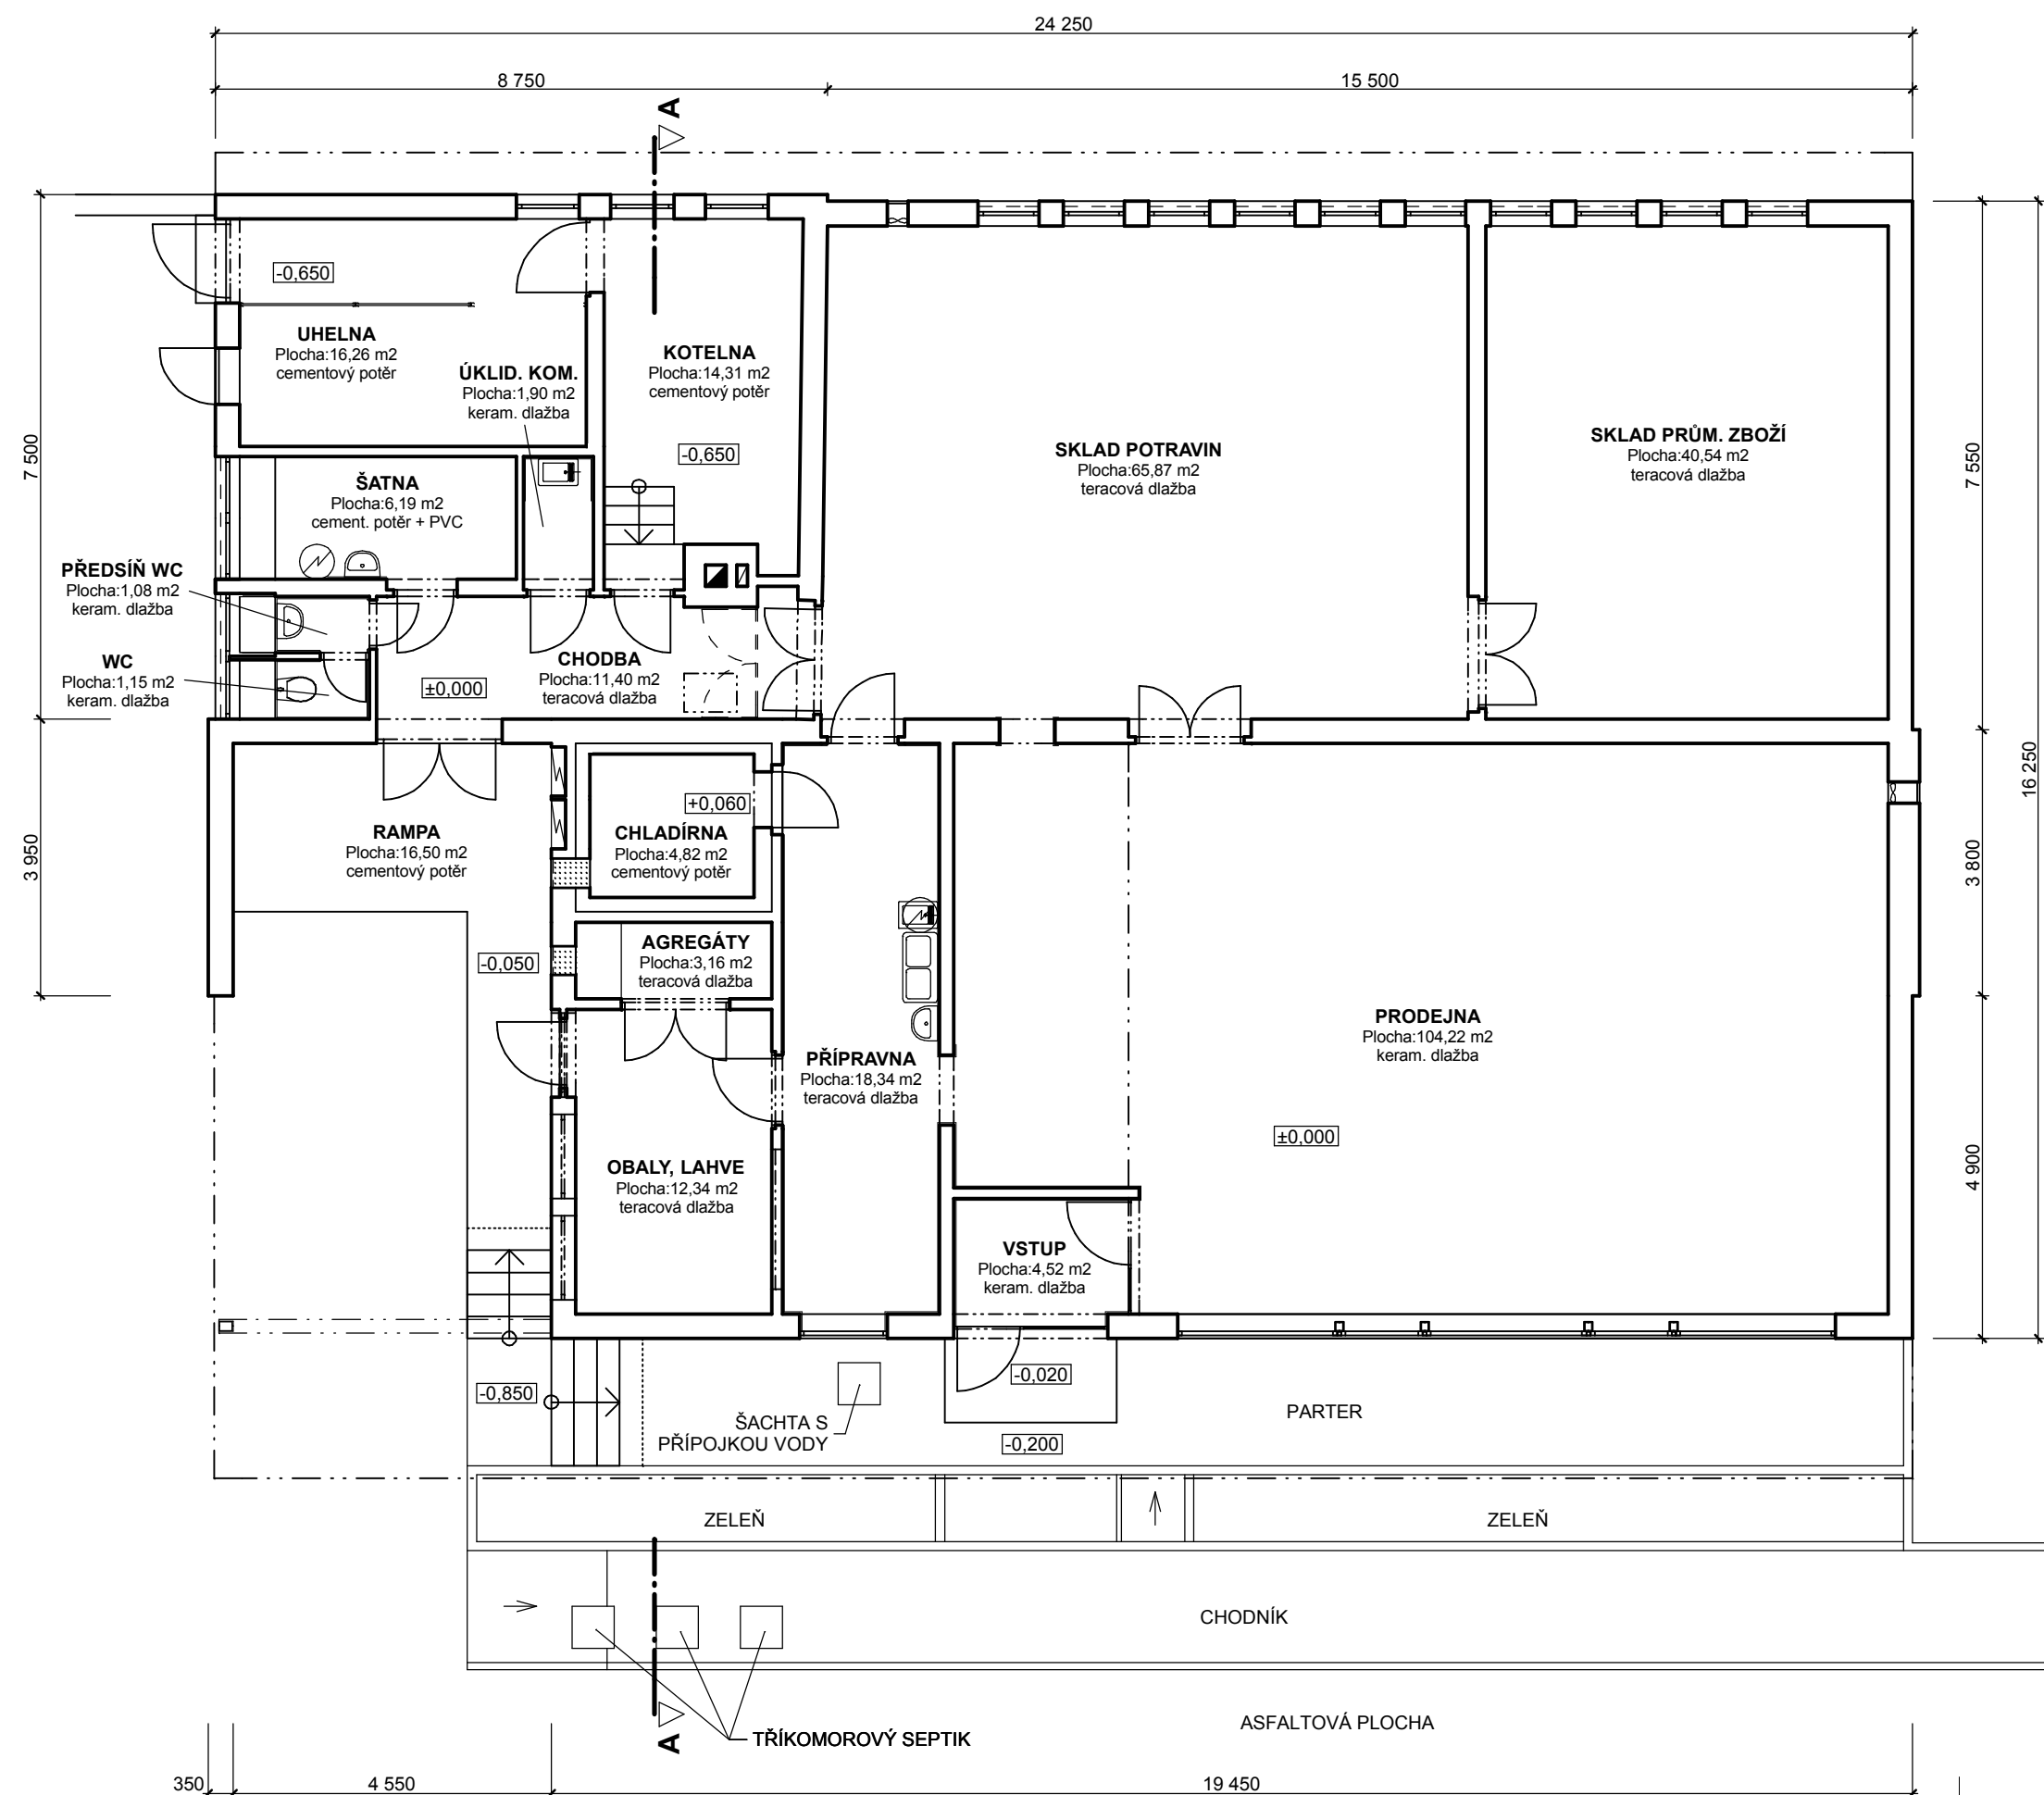 24 250
8 750
15 500
A
-0,650
UHELNA
Plocha:16,26 m2
cementový potěr
ÚKLID. KOM.
Plocha:1,90 m2
keram. dlažba
KOTELNA
Plocha:14,31 m2
cementový potěr
-0,650
SKLAD POTRAVIN
Plocha:65,87 m2
teracová dlažba
SKLAD PRŮM. ZBOŽÍ
Plocha:40,54 m2
teracová dlažba
7 500
7 550
16 250
ŠATNA
Plocha:6,19 m2
cement. potěr + PVC
PŘEDSÍŇ WC
Plocha:1,08 m2
keram. dlažba
WC
Plocha:1,15 m2
keram. dlažba
±0,000
CHODBA
Plocha:11,40 m2
teracová dlažba
3 950
RAMPA
Plocha:16,50 m2
cementový potěr
+0,060
CHLADÍRNA
Plocha:4,82 m2
cementový potěr
3 800
-0,050
AGREGÁTY
Plocha:3,16 m2
teracová dlažba
PŘÍPRAVNA
Plocha:18,34 m2
teracová dlažba
PRODEJNA
Plocha:104,22 m2
keram. dlažba
±0,000
4 900
OBALY, LAHVE
Plocha:12,34 m2
teracová dlažba
VSTUP
Plocha:4,52 m2
keram. dlažba
-0,850
-0,020
ŠACHTA S
PŘÍPOJKOU VODY
-0,200
PARTER
ZELEŇ
ZELEŇ
CHODNÍK
A
TŘÍKOMOROVÝ SEPTIK
ASFALTOVÁ PLOCHA
350
4 550
19 450